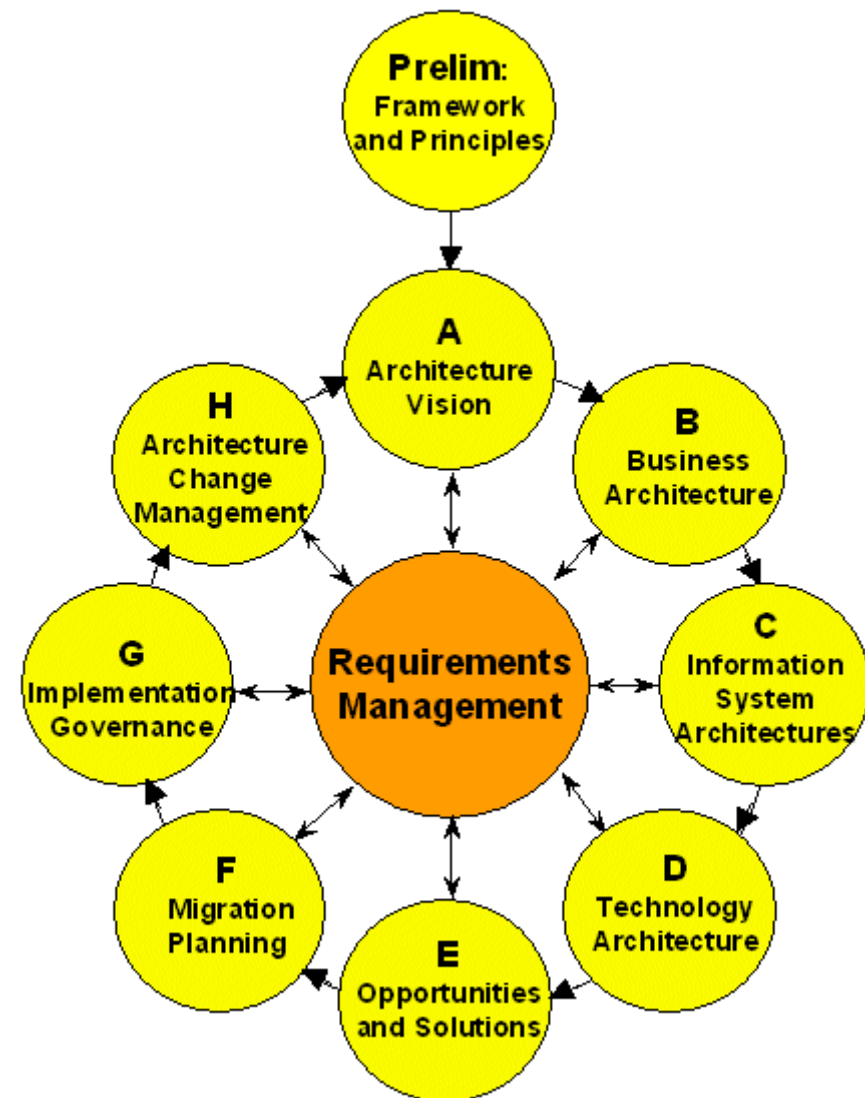 Prelim:
Framework
and Principles
A
Architecture
Vision
B
Business
Architecture
C
Information
System
Architectures
D
Technology
Architecture
E
Opportunities
and Solutions
F
Migration
Planning
G
Implementation
Governance
H
Architecture
Change
Management
Requirements
Management